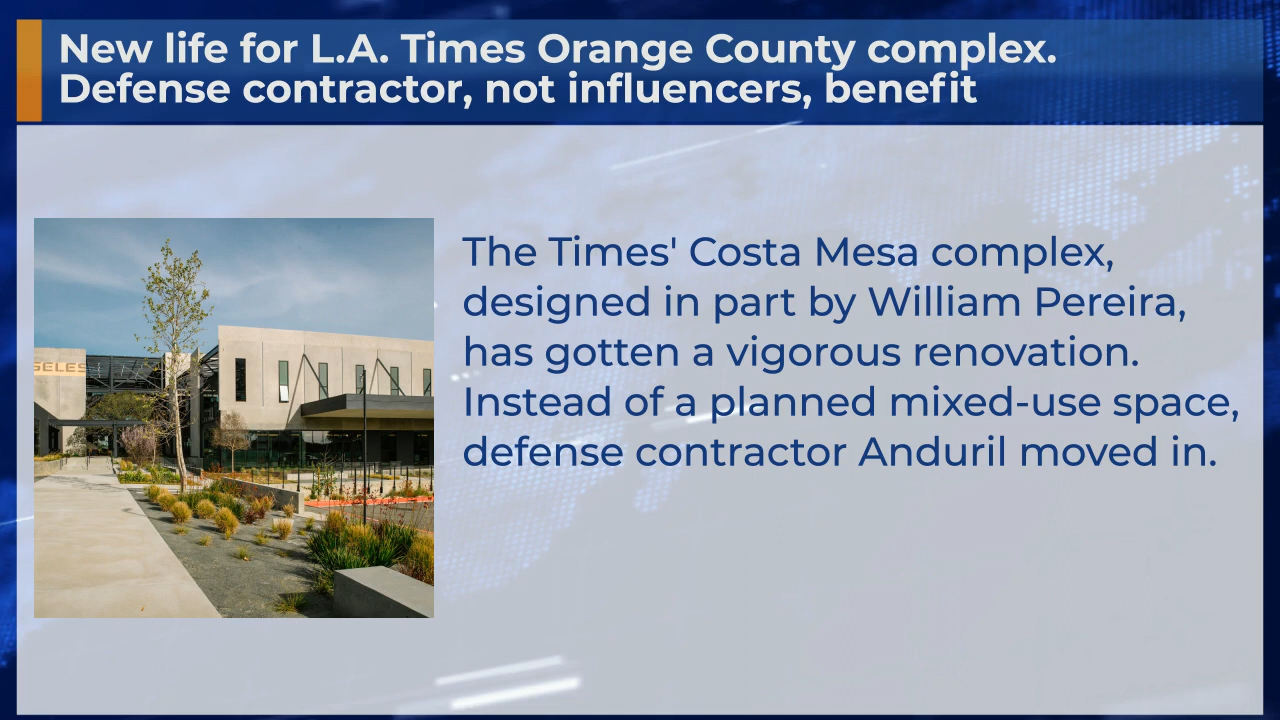 New life for L.A. Times Orange County complex.
Defense contractor, not influencers, benefit
GELES
The Times' Costa Mesa complex,
designed in part by William Pereira,
has gotten a vigorous renovation.
Instead of a planned mixed-use space,
defense contractor Anduril moved in.